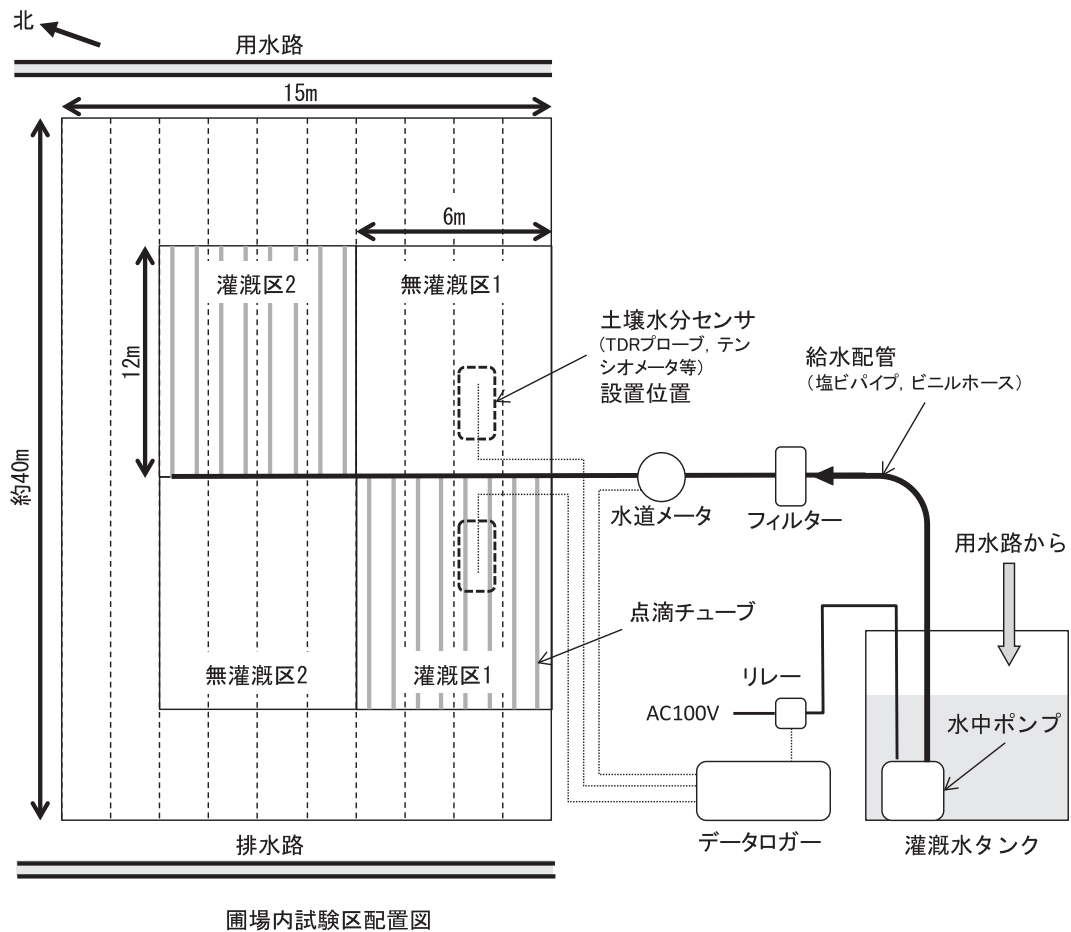 北
用水路
15m
6m
灌漑区2
無灌漑区1
12m
約40m
土壌水分センサ
(TDRプローブ, テン
シオメータ等)
設置位置
給水配管
(塩ビパイプ, ビニルホース)
水道メータ
フィルター
用水路から
点滴チューブ
無灌漑区2
灌漑区1
リレー
AC100V
水中ポンプ
データロガー
灌漑水タンク
排水路
圃場内試験区配置図